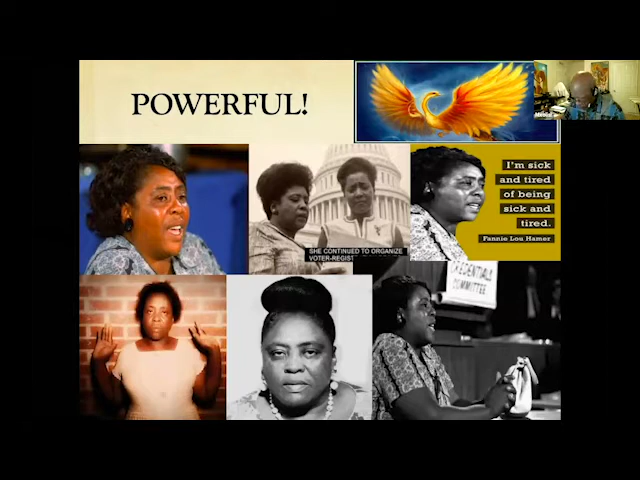 POWERFUL!
I'm sick
and tired
of being
sick and
tired.
Fannie Lou Hamer
SHE CONTINUED TO ORGANIZE
VOTER-REGIST
CREDENTIALS
COMMITTEE.